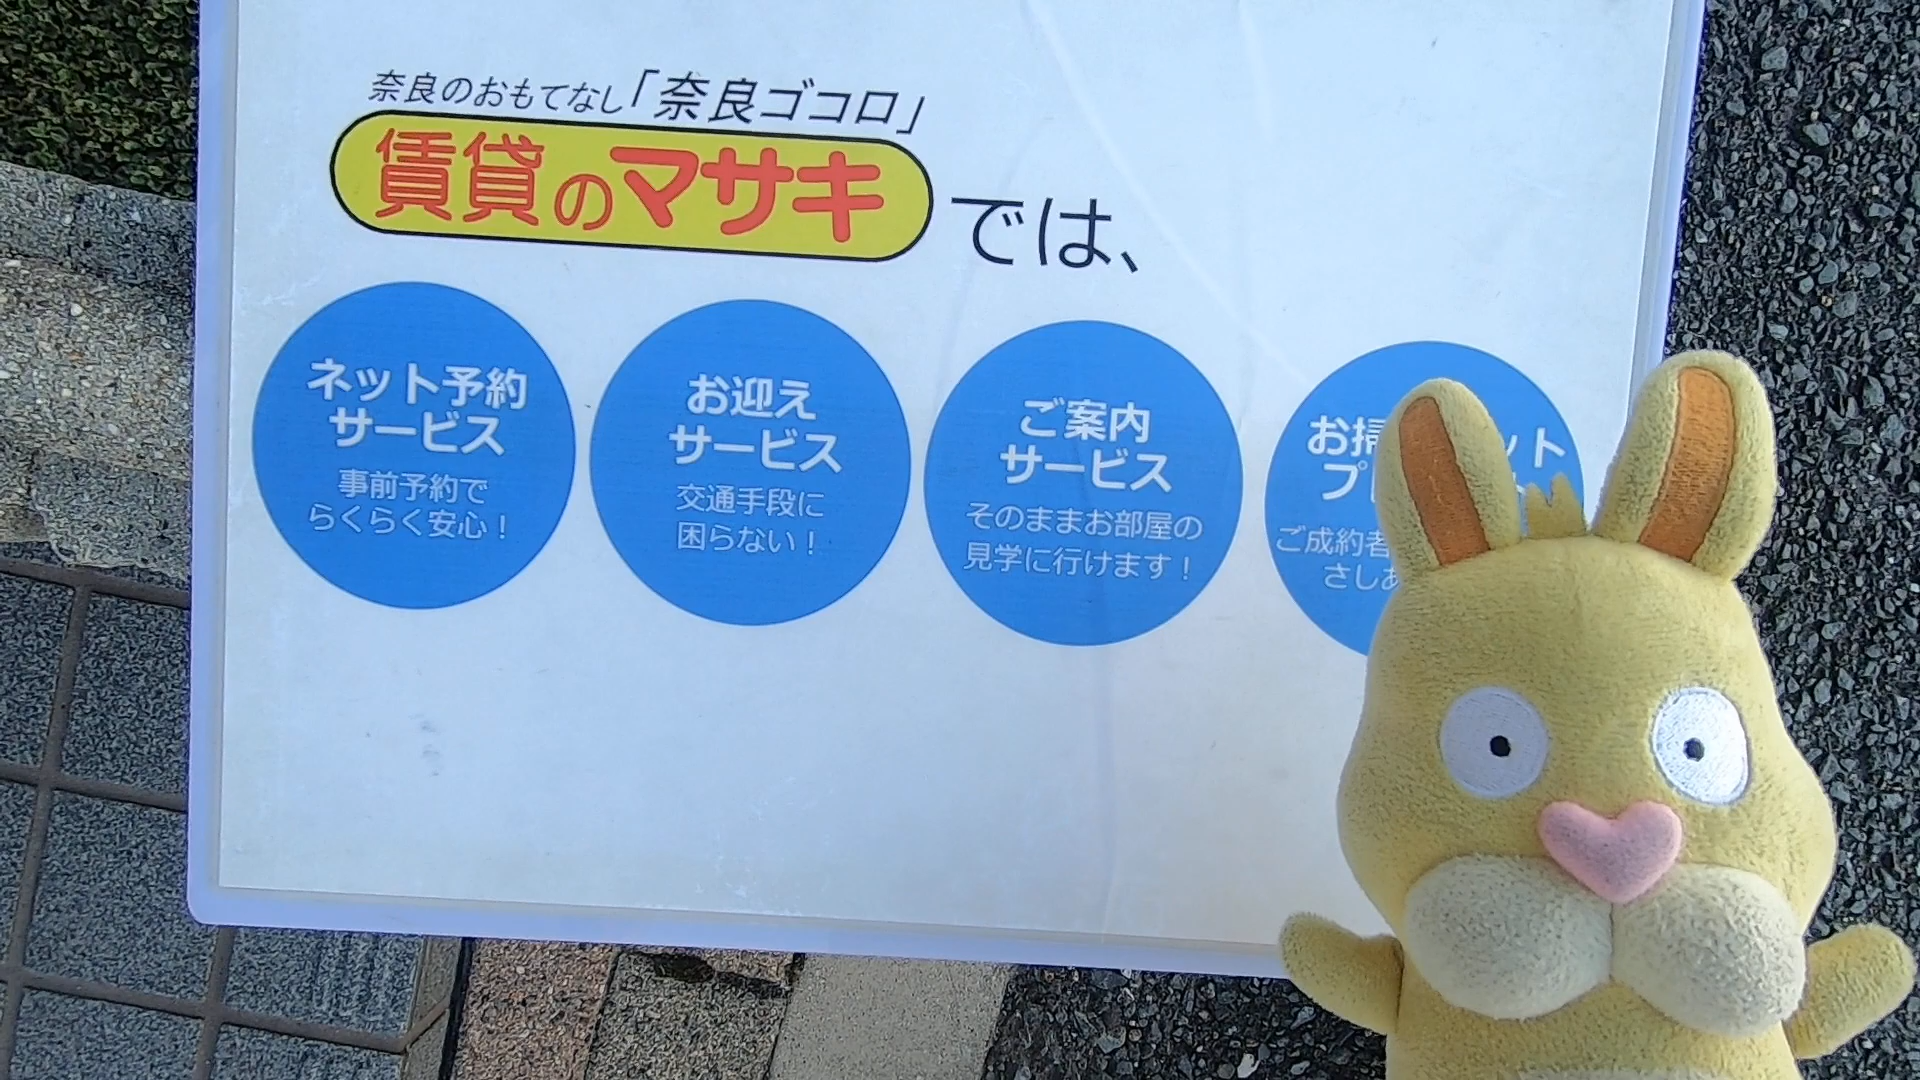 奈良のおもてなし「奈良ゴコロ」
賃貸のマサキでは、
ネット予約
サービス
事前予約で
らくらく安心！
お迎え
サービス
交通手段に
困らない！
ご案内
サービス
そのままお部屋の
見学に行けます！
お掃
ット
プ
ご成約者
さしあ